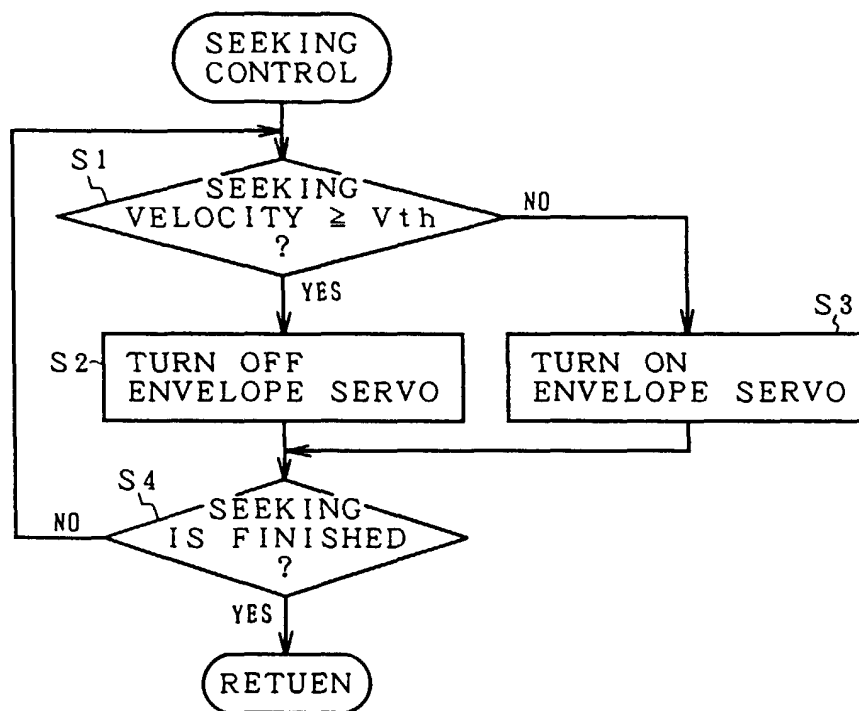 SEEKING
CONTROL
S1
SEEKING
VELOCITY ≧ Vth
?
NO
YES
S2
TURN OFF
ENVELOPE SERVO
S3
TURN ON
ENVELOPE SERVO
S4
SEEKING
IS FINISHED
?
NO
YES
RETUEN